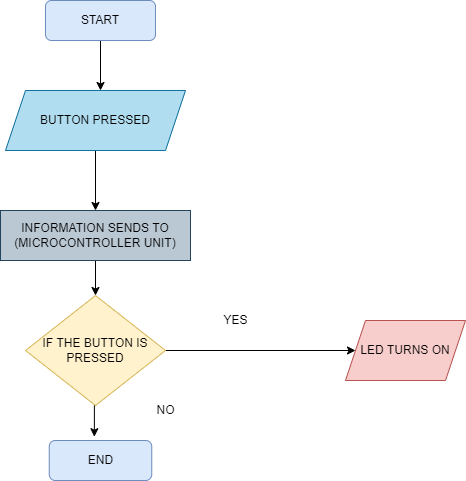 START
BUTTON PRESSED
INFORMATION SENDS TO
(MICROCONTROLLER UNIT)
YES
IF THE BUTTON IS
PRESSED
LED TURNS ON
NO
END